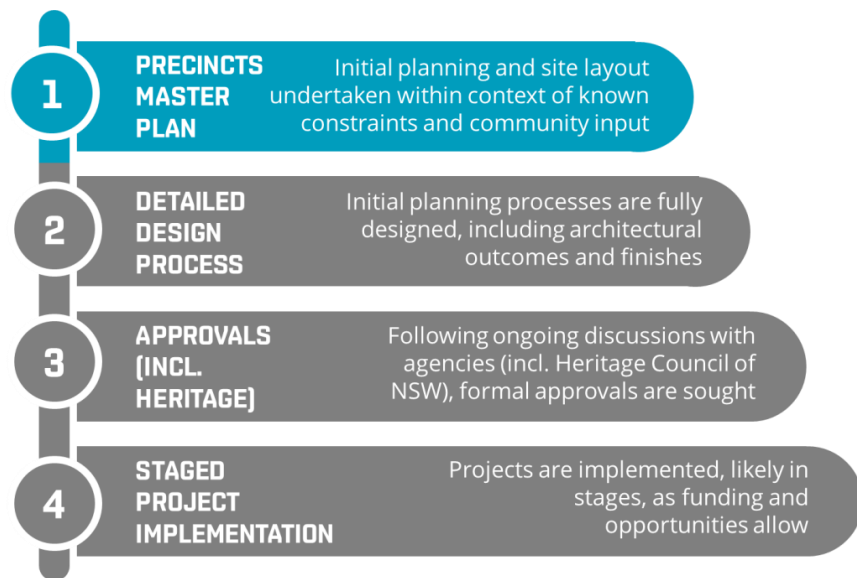 1
PRECINCTS
MASTER
PLAN
Initial planning and site layout
undertaken within context of known
constraints and community input
2
DETAILED
DESIGN
PROCESS
Initial planning processes are fully
designed, including architectural
outcomes and finishes
3
APPROVALS
(INCL.
HERITAGE)
Following ongoing discussions with
agencies (incl. Heritage Council of
NSW), formal approvals are sought
4
STAGED
PROJECT
IMPLEMENTATION
Projects are implemented, likely in
stages, as funding and
opportunities allow